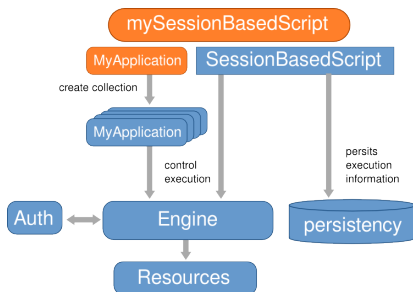 mySessionBasedScript
MyApplication
SessionBasedScript
create collection
MyApplication
control
execution
persits
execution
information
Auth
Engine
persistency
Resources